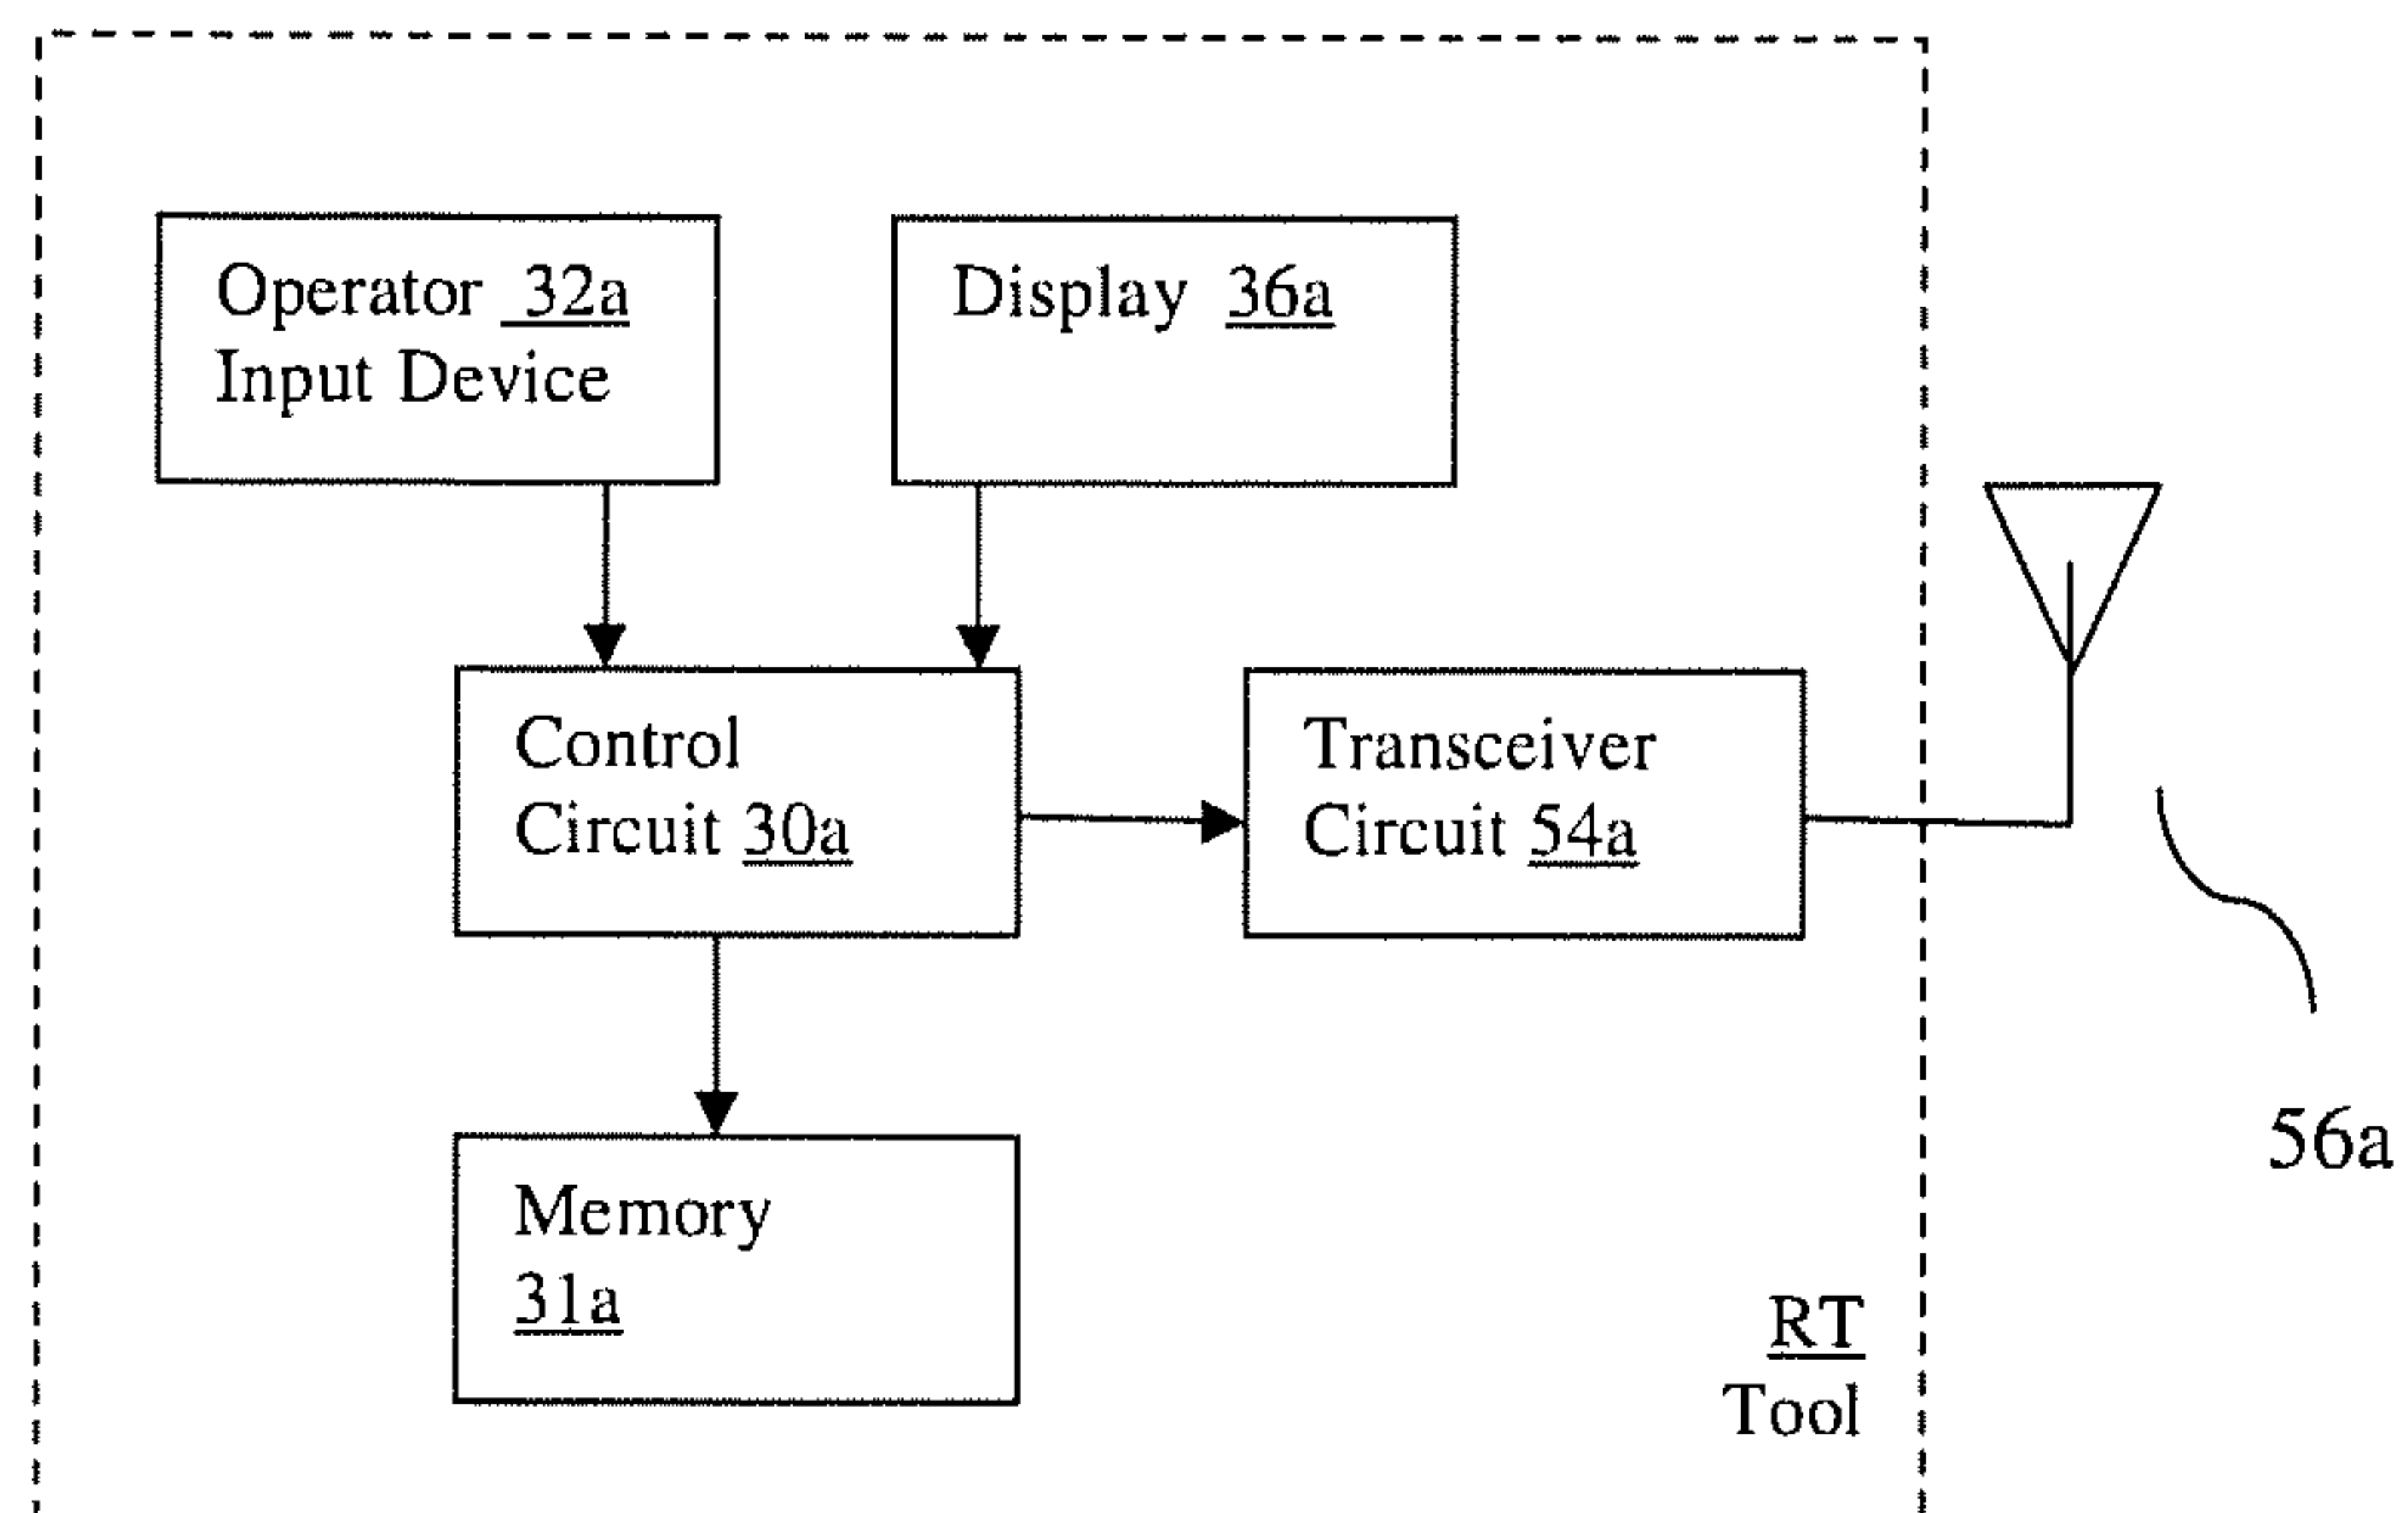 Operator 32a
Input Device
Display 36a
Control
Circuit 30a
Transceiver
Circuit 54a
56a
Memory
31a
RT
Tool